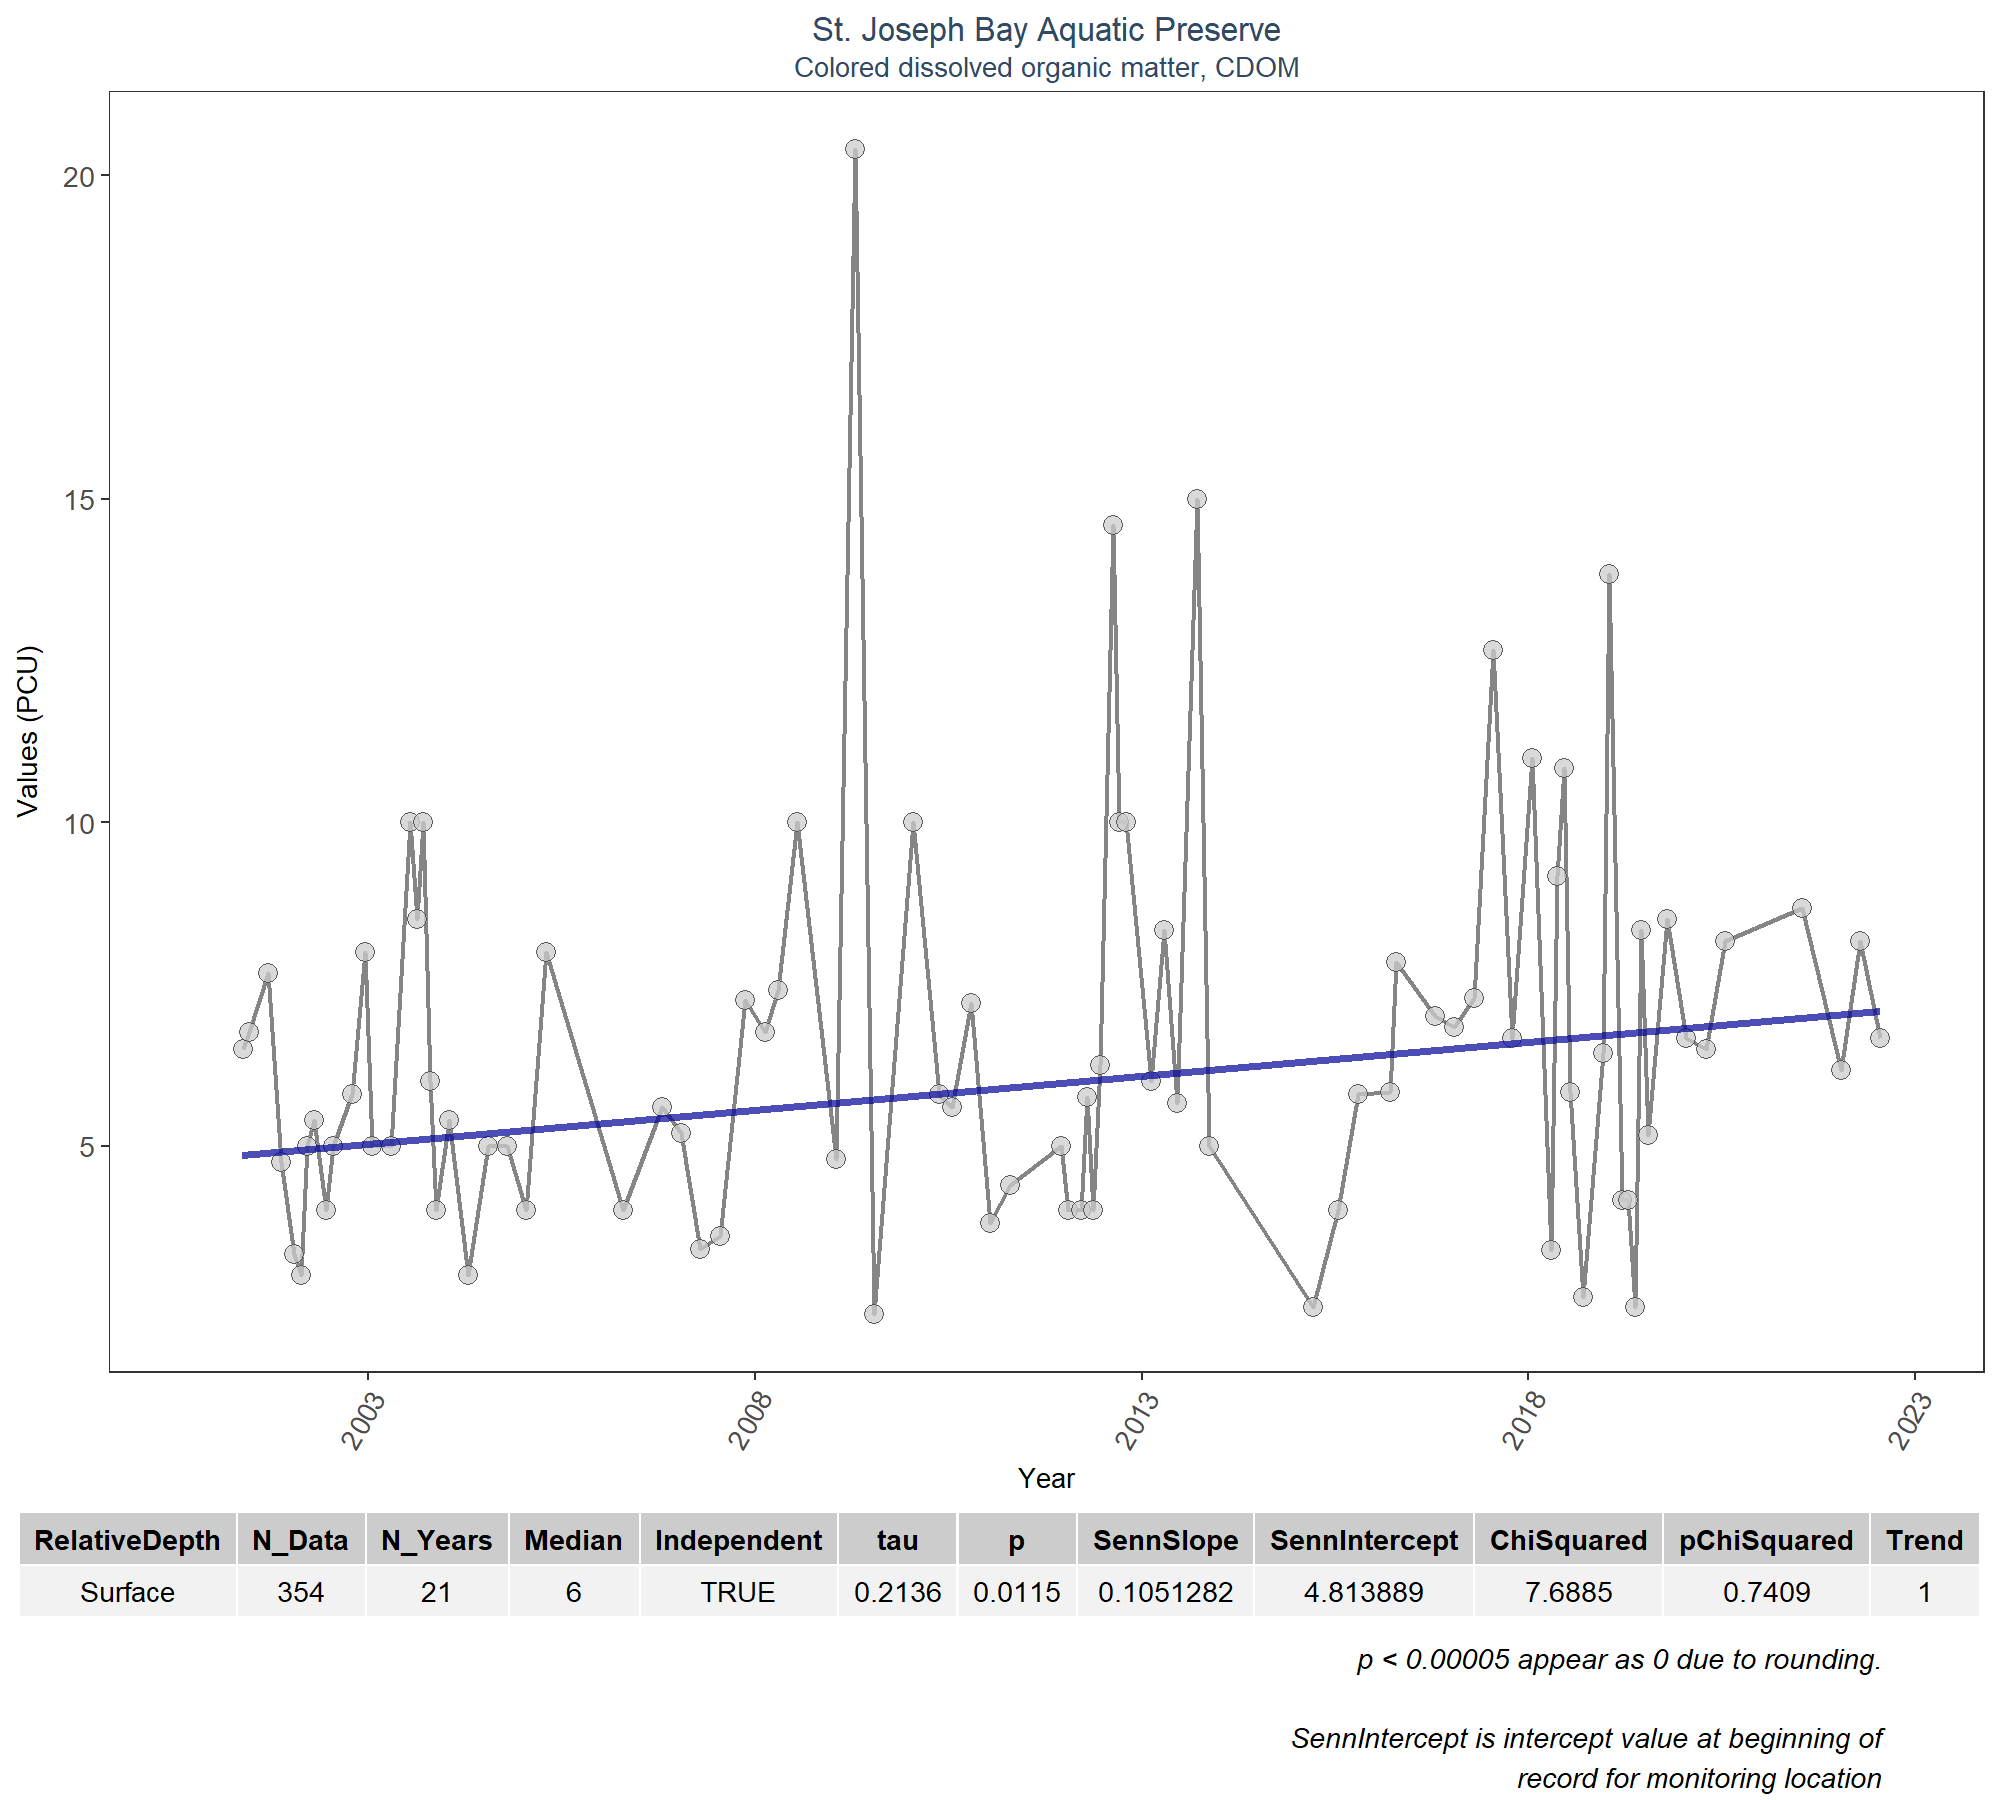 St. Joseph Bay Aquatic Preserve
Colored dissolved organic matter, CDOM
Values (PCU)
20
15
10
5
2003
2008
2013
2018
2023
Year
RelativeDepth N_Data N_Years Median Independent tau p SennSlope SennIntercept ChiSquared pChiSquared Trend
Surface 354 21 6 TRUE 0.2136 0.0115 0.1051282 4.813889 7.6885 0.7409 1
p < 0.00005 appear as 0 due to rounding.
SennIntercept is intercept value at beginning of
record for monitoring location